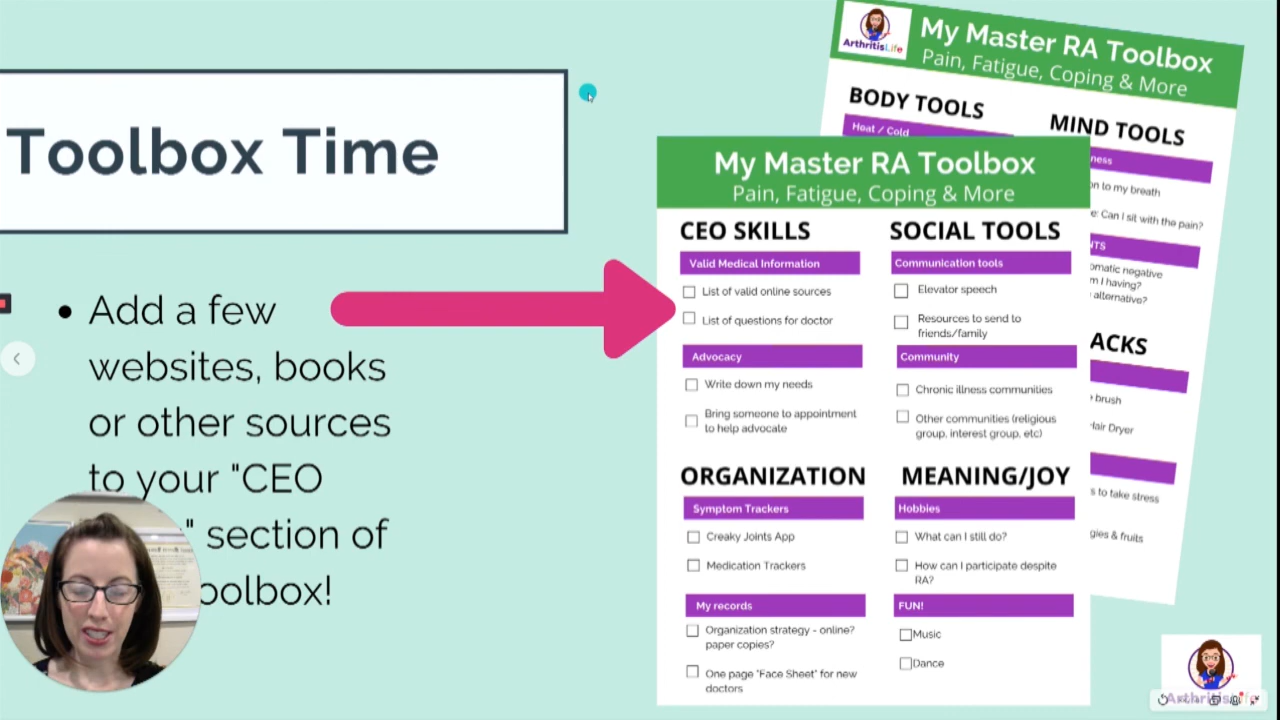 Toolbox Time
Add a few
websites, books
or other sources
to your "CEO
" section of
oolbox!
ArthritisLife
My Master RA Toolbox
Pain, Fatigue, Coping & More
BODY TOOLS
Heat / Cold
MIND TOOLS
ness
on to my breath
e: Can I sit with the pain?
NTS
omatic negative
m I having?
alternative?
ACKS
brush
Hair Dryer
s to take stress
gies & fruits
My Master RA Toolbox
Pain, Fatigue, Coping & More
CEO SKILLS
Valid Medical Information
List of valid online sources
List of questions for doctor
Advocacy
Write down my needs
Bring someone to appointment
to help advocate
SOCIAL TOOLS
Communication tools
Elevator speech
Resources to send to
friends/family
Community
Chronic illness communities
Other communities (religious
group, interest group, etc)
ORGANIZATION
Symptom Trackers
Creaky Joints App
Medication Trackers
My records
Organization strategy - online?
paper copies?
One page "Face Sheet" for new
doctors
MEANING/JOY
Hobbies
What can I still do?
How can I participate despite
RA?
FUN!
Music
Dance